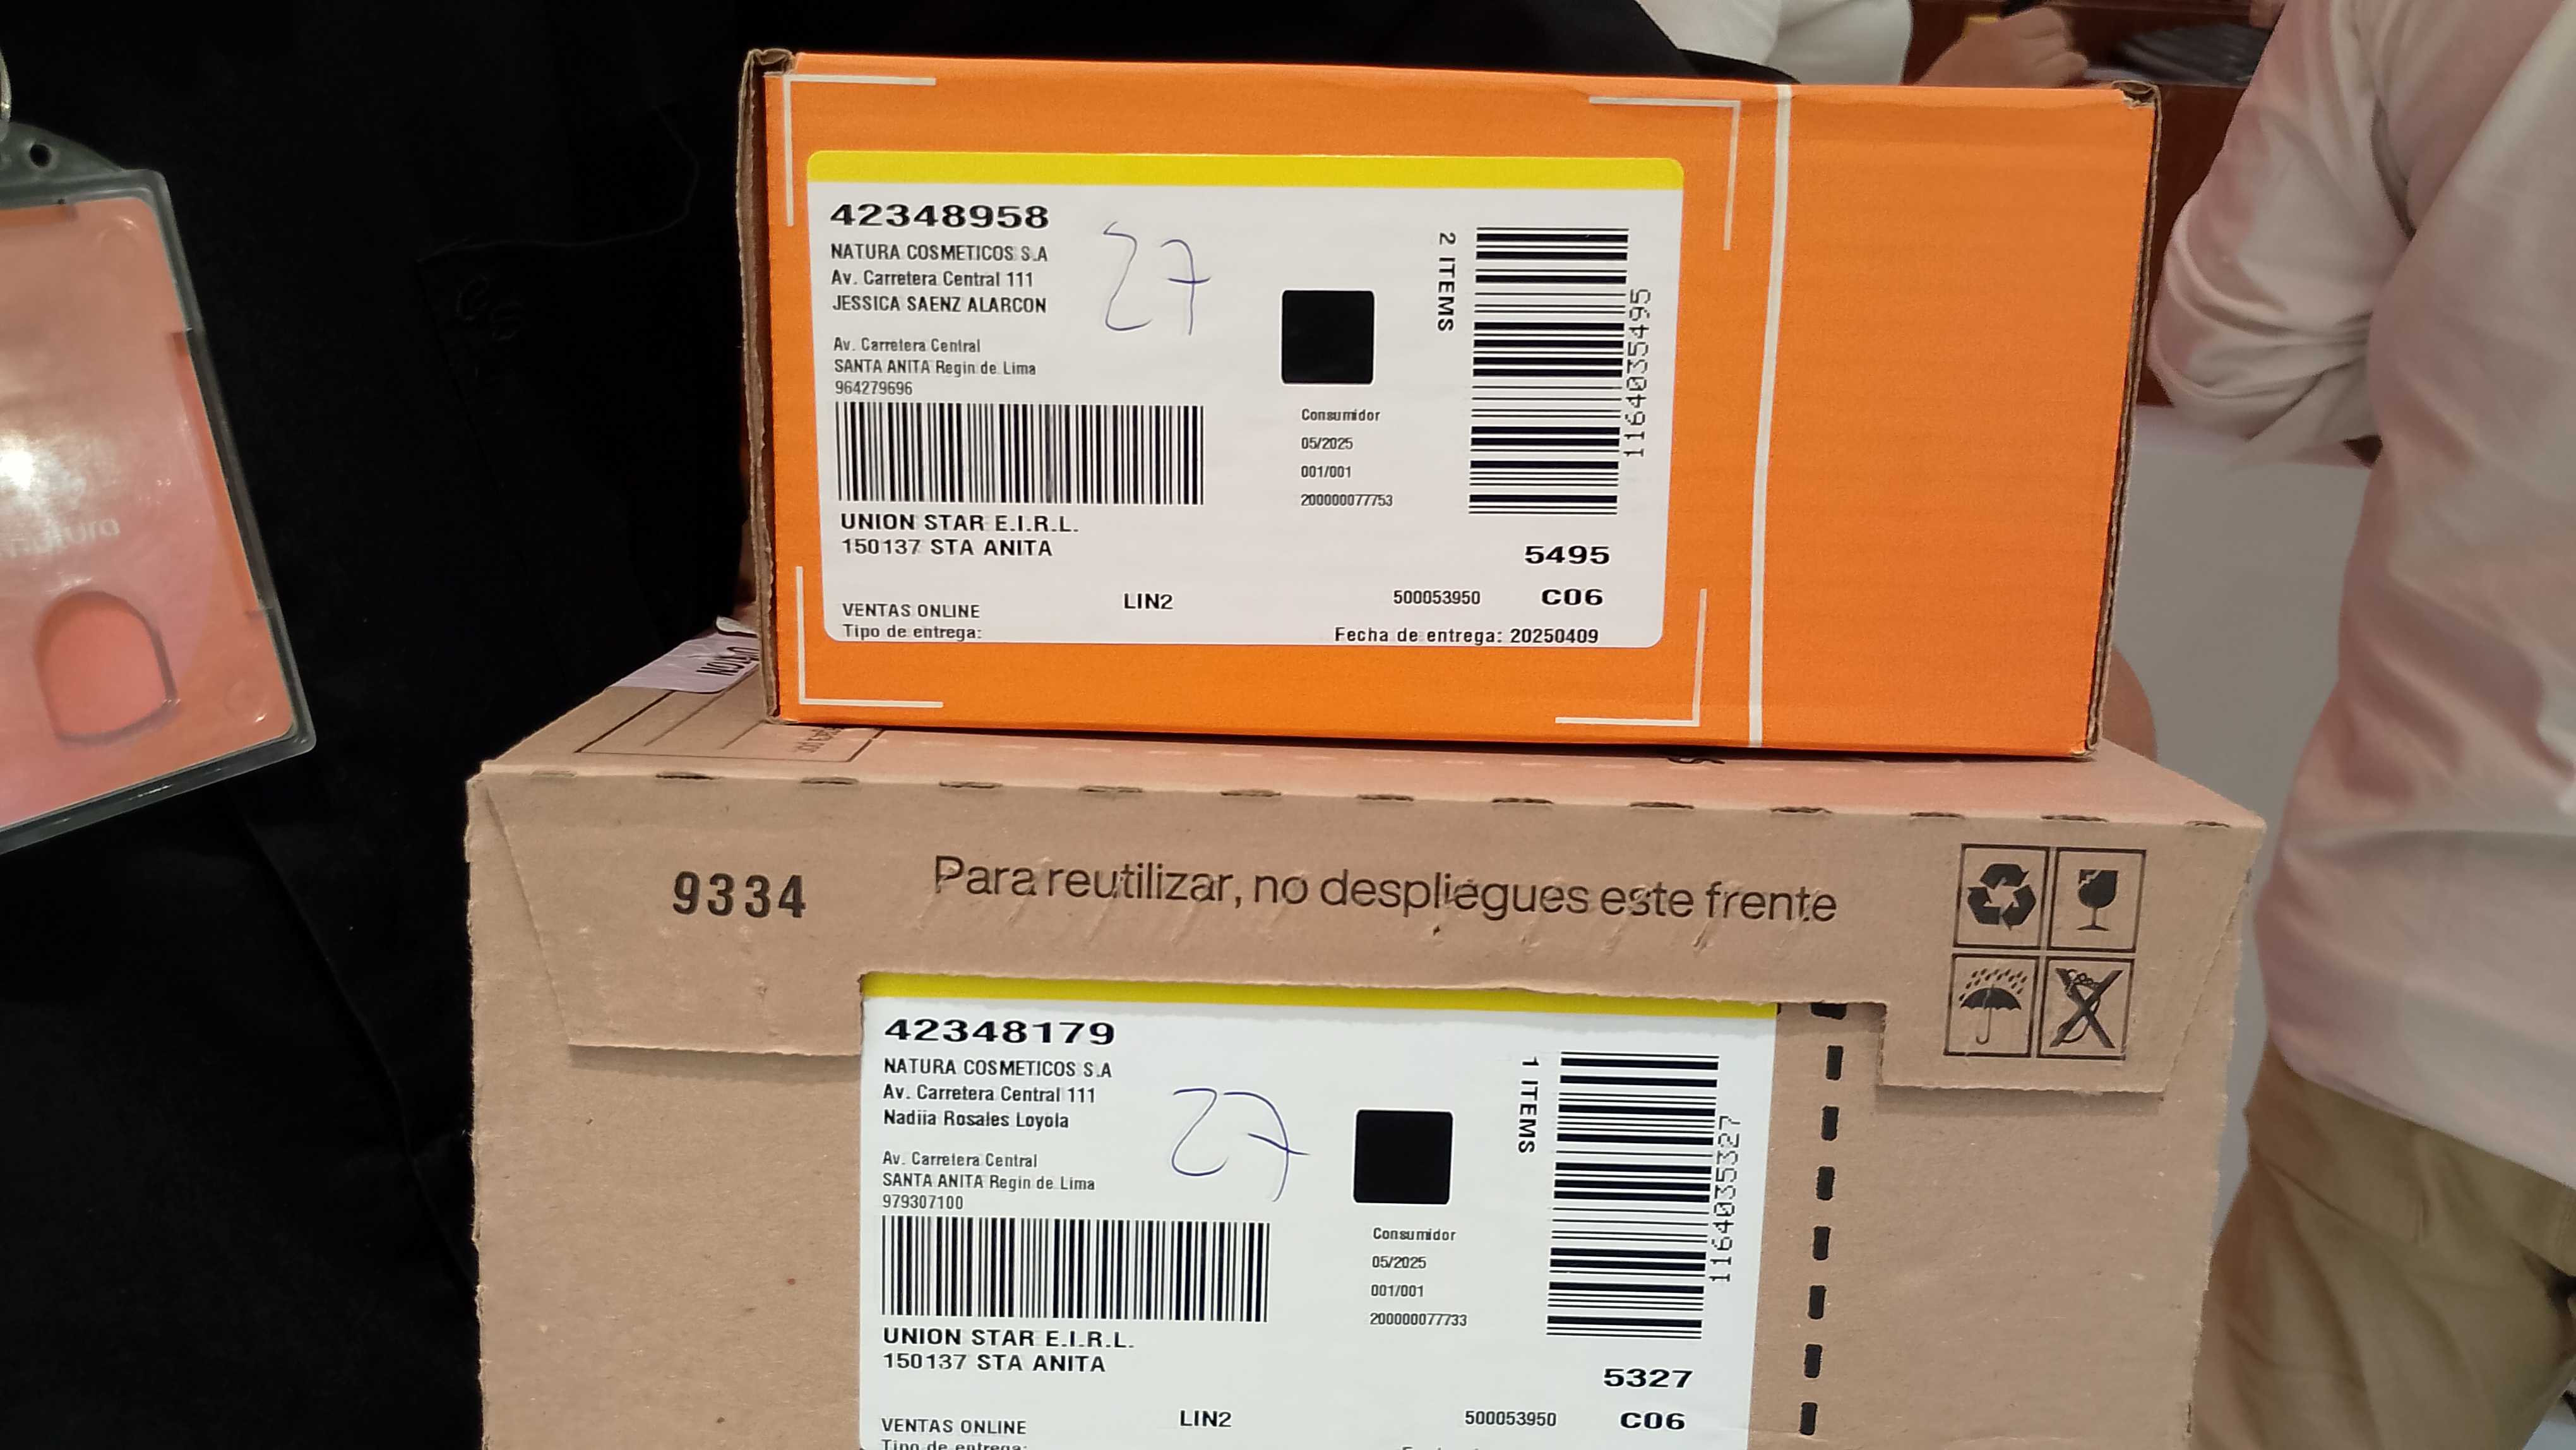 42348958
NATURA COSMETICOS S.A
Av. Carretera Central 111
JESSICA SAENZ ALARCON
27
Av. Carretera Central
SANTA ANITA Regin de Lima
964279696
2 ITEMS
1164035495
Consumidor
05/2025
001/001
200000077753
UNION STAR E.I.R.L.
150137 STA ANITA
5495
VENTAS ONLINE
LIN2
500053950
C06
Tipo de entrega:
Fecha de entrega: 20250409
9334
Para reutilizar, no despliegues este frente
42348179
NATURA COSMETICOS S.A
Av. Carretera Central 111
Nadiia Rosales Loyola
27
Av. Carretera Central
SANTA ANITA Regin de Lima
979307100
1 ITEMS
1164035327
Consumidor
05/2025
001/001
200000077733
UNION STAR E.I.R.L.
150137 STA ANITA
5327
VENTAS ONLINE
LIN2
500053950
C06
Tipo de entrega: